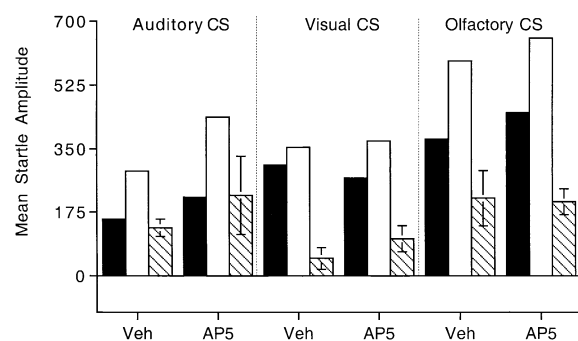 Auditory CS Visual CS Olfactory CS
700
525
350
175
0
Mean Startle Amplitude
Veh AP5 Veh AP5 Veh AP5